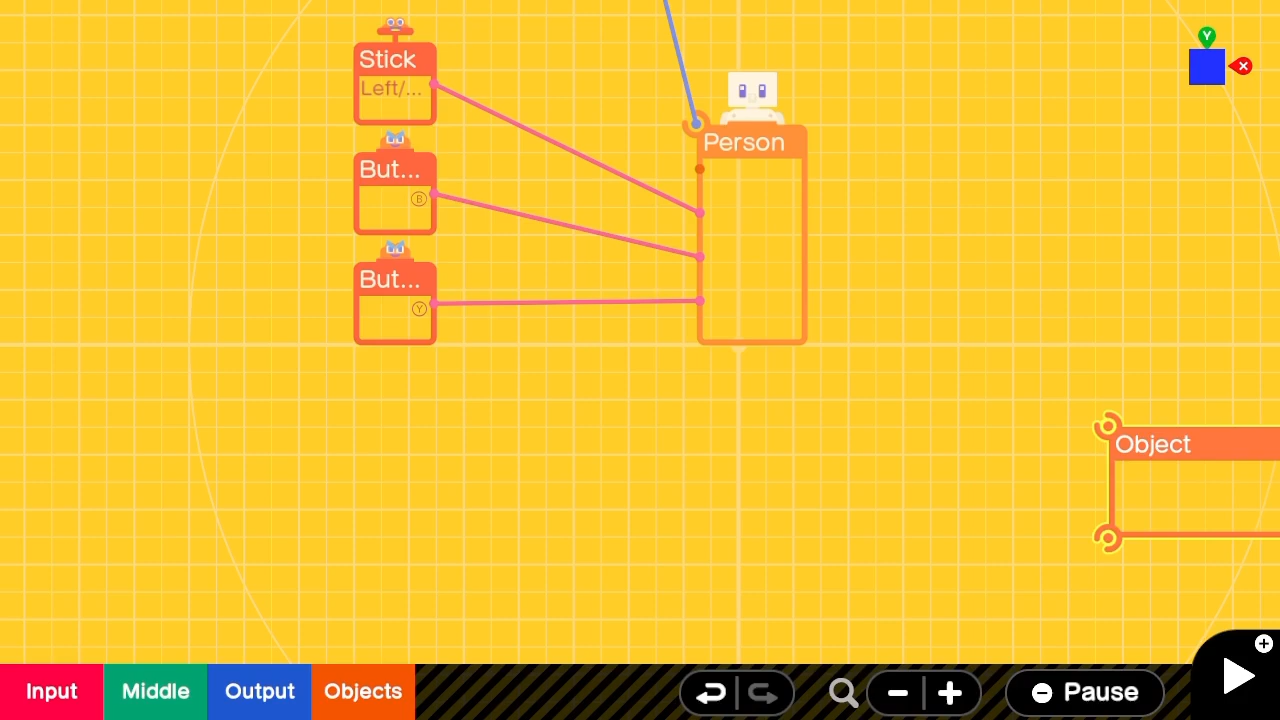 Stick
Left/...
But...
B
But...
Y
Person
Y
X
Object
Input
Middle
Output
Objects
Pause